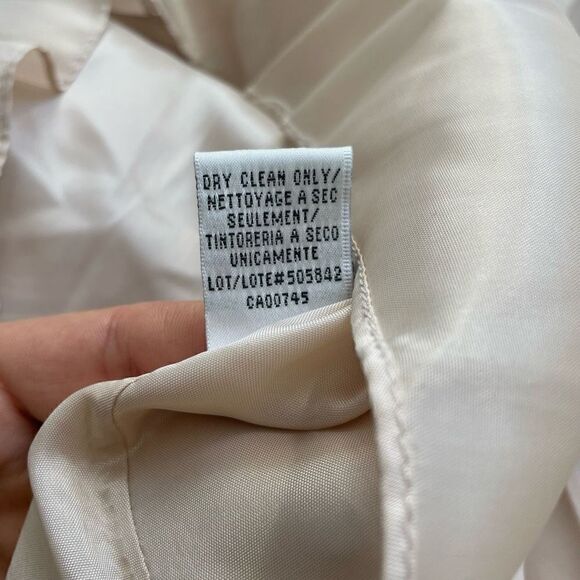 DRY CLEAN ONLY/
NETTOYAGE A SEC
SEULEMENT/
TINTORERIA A SECO
UNICAMENTE
LOT/LOTE#505842
CA00745